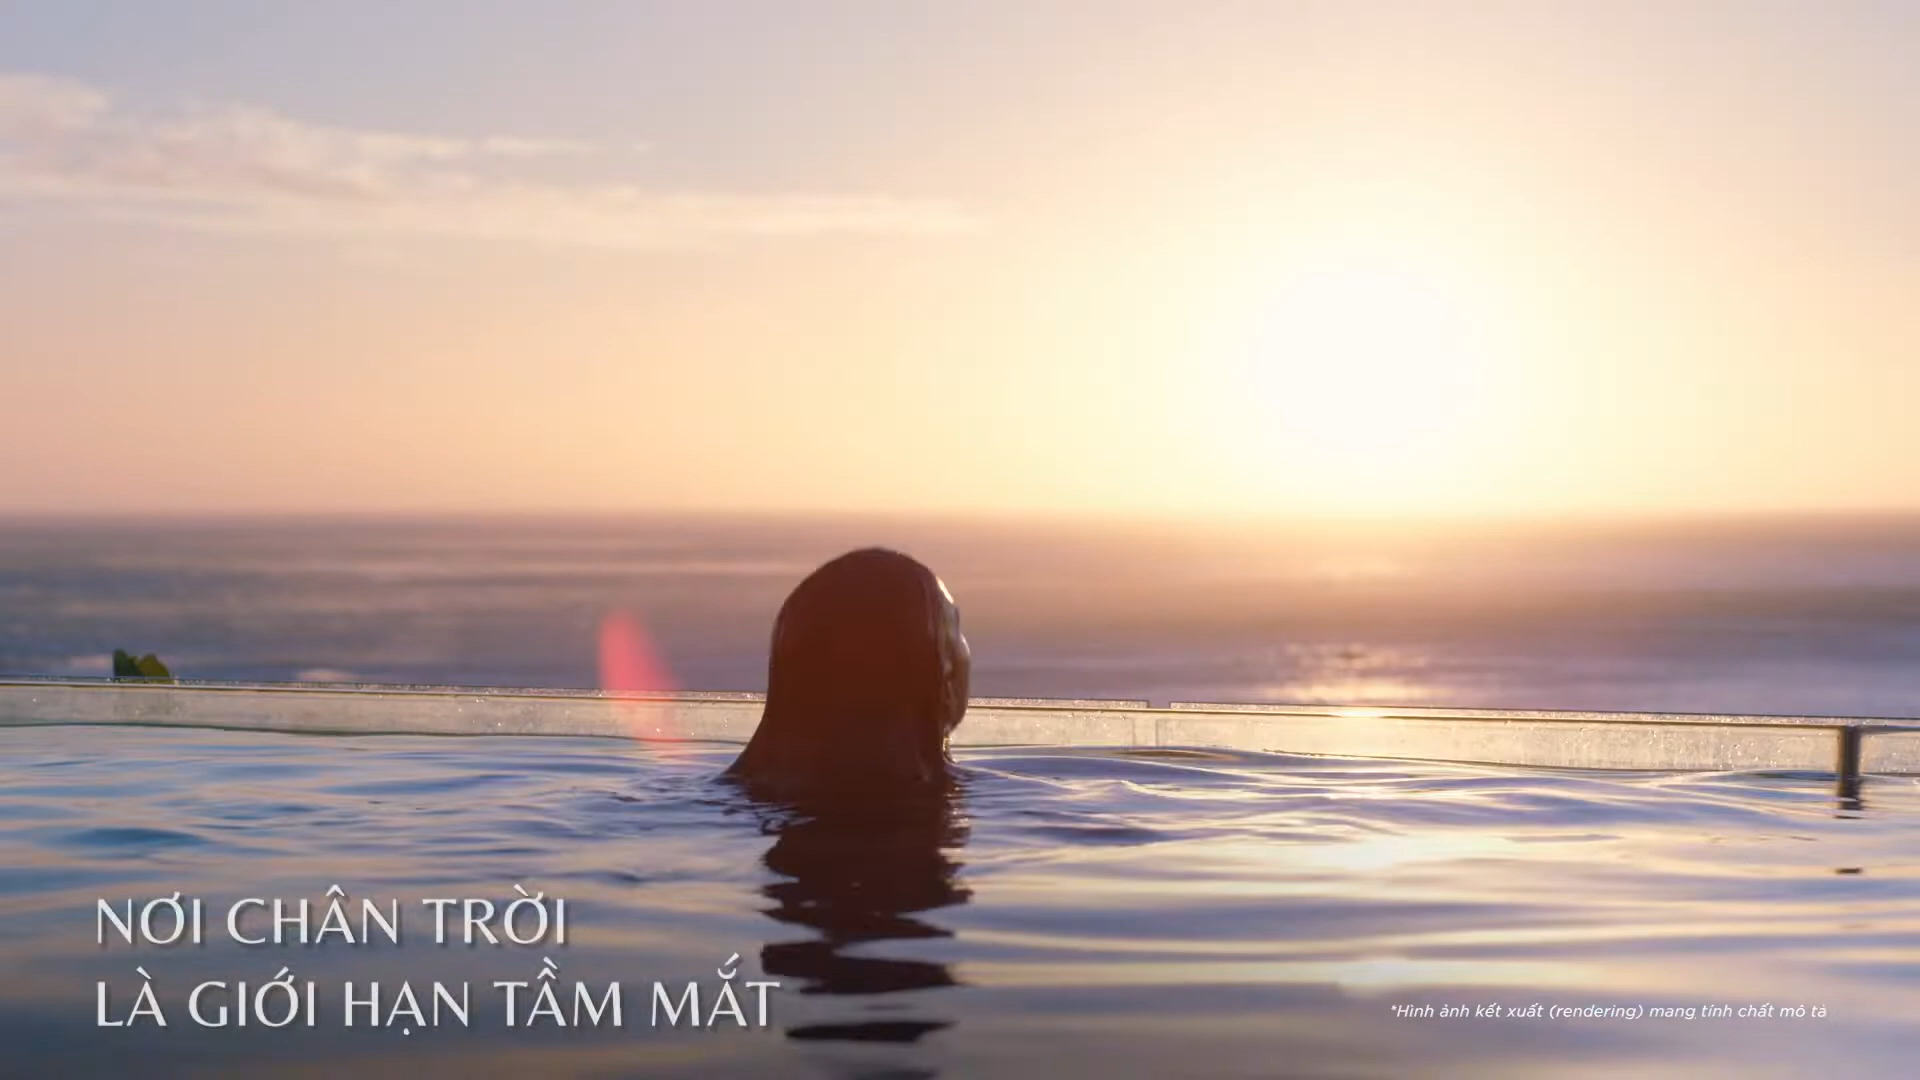 NƠI CHÂN TRỜI
LÀ GIỚI HẠN TẦM MẮT
*Hình ảnh kết xuất (rendering) mang tính chất mô tả